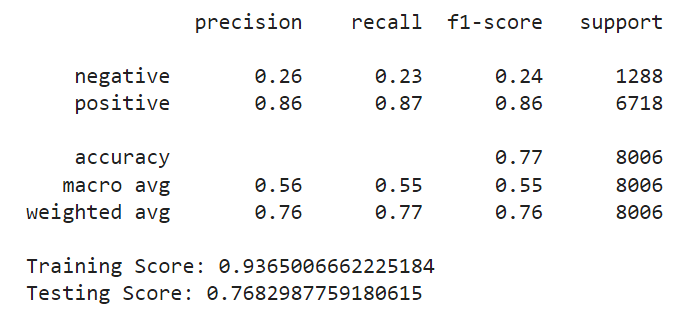 precision recall f1-score support
negative 0.26 0.23 0.24 1288
positive 0.86 0.87 0.86 6718
accuracy 0.77 8006
macro avg 0.56 0.55 0.55 8006
weighted avg 0.76 0.77 0.76 8006
Training Score: 0.9365006662225184
Testing Score: 0.7682987759180615